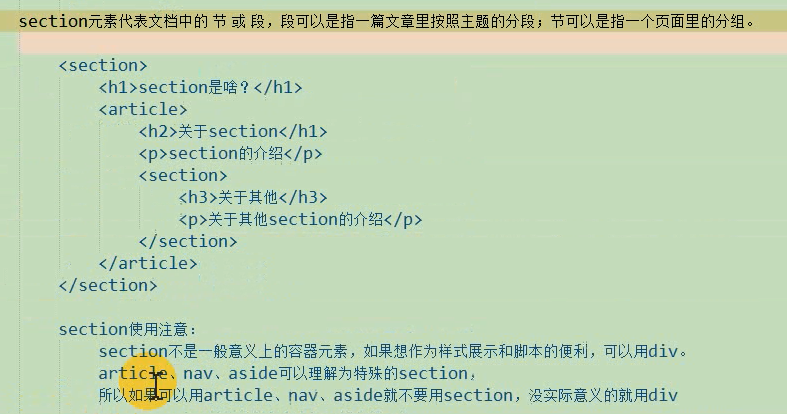 section元素代表文档中的 节 或 段，段可以是指一篇文章里按照主题的分段；节可以是指一个页面里的分组。
<section>
<h1>section是啥？</h1>
<article>
<h2>关于section</h1>
<p>section的介绍</p>
<section>
<h3>关于其他</h3>
<p>关于其他section的介绍</p>
</section>
</article>
</section>
section使用注意：
section不是一般意义上的容器元素，如果想作为样式展示和脚本的便利，可以用div。
article、nav、aside可以理解为特殊的section，
所以如果可以用article、nav、aside就不要用section，没实际意义的就用div